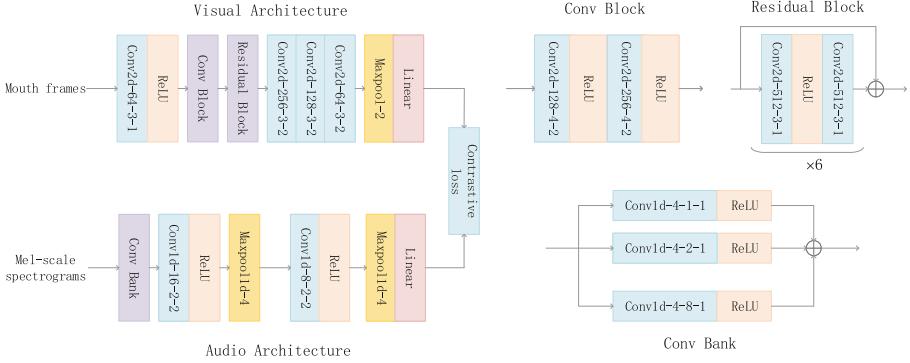 Visual Architecture
Conv Block
Residual Block
Mouth frames
Conv2d-64-3-1
ReLU
Conv Block
Residual Block
Conv2d-256-3-2
Conv2d-128-3-2
Conv2d-64-3-2
Maxpool-2
Linear
Contrastive
loss
Conv2d-128-4-2
ReLU
Conv2d-256-4-2
ReLU
Conv2d-512-3-1
ReLU
Conv2d-512-3-1
×6
Mel-scale
spectrograms
Conv Bank
Conv1d-16-2-2
ReLU
Maxpool1d-4
Conv1d-8-2-2
ReLU
Maxpool1d-4
Linear
Audio Architecture
Conv1d-4-1-1
ReLU
Conv1d-4-2-1
ReLU
Conv1d-4-8-1
ReLU
Conv Bank